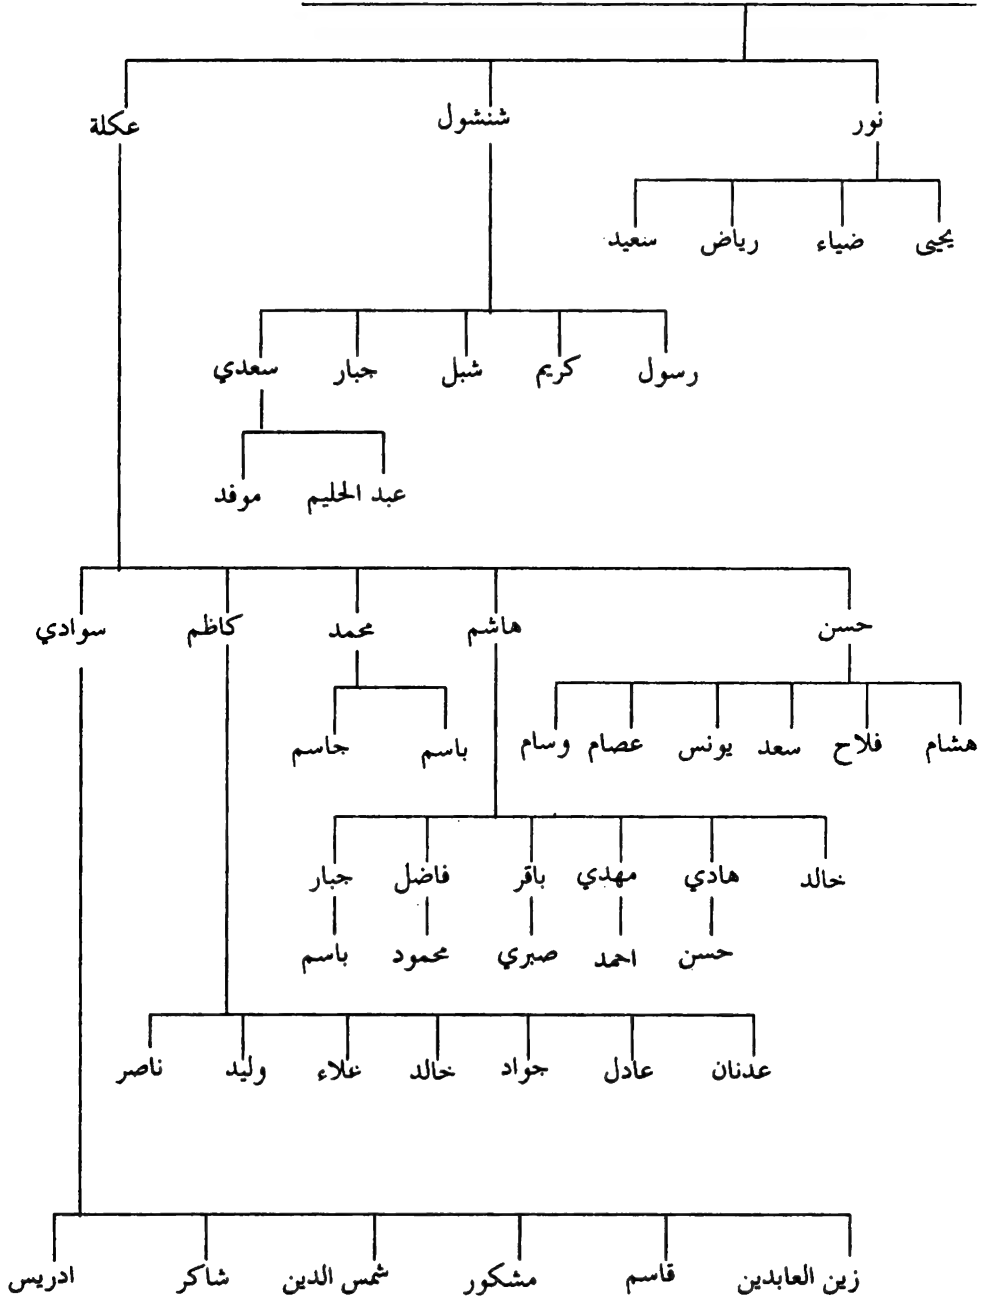 نور شنشول عكلة
يحيى ضياء رياض سعيد
رسول كريم شبل جبار سعدي
عبد الحليم موفد
حسن هاشم محمد كاظم سوادي
هشام فلاح سعد يونس عصام وسام باسم جاسم
خالد هادي مهدي باقر فاضل جبار
حسن احمد صبري محمود باسم
عدنان عادل جواد خالد علاء وليد ناصر
زين العابدين قاسم مشكور شمس الدين شاكر ادريس